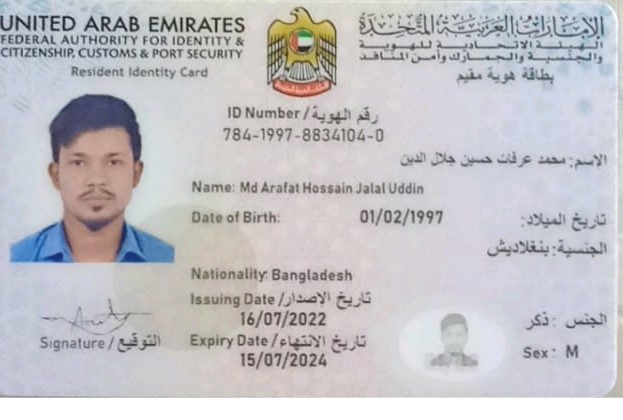 UNITED ARAB EMIRATES
FEDERAL AUTHORITY FOR IDENTITY &
CITIZENSHIP, CUSTOMS & PORT SECURITY
Resident Identity Card
الإمارات العربية المتحدة
الهيئة الاتحادية للهوية
والجنسية والجمارك وأمن المنافذ
بطاقة هوية مقيم
ID Number / رقم الهوية
784-1997-8834104-0
الاسم: محمد عرفات حسين جلال الدين
Name: Md Arafat Hossain Jalal Uddin
Date of Birth: 01/02/1997 تاريخ الميلاد:
الجنسية: بنغلاديش
Nationality: Bangladesh
Issuing Date / تاريخ الاصدار
16/07/2022
Expiry Date / تاريخ الانتهاء
15/07/2024
الجنس: ذكر
Sex: M
Signature / التوقيع